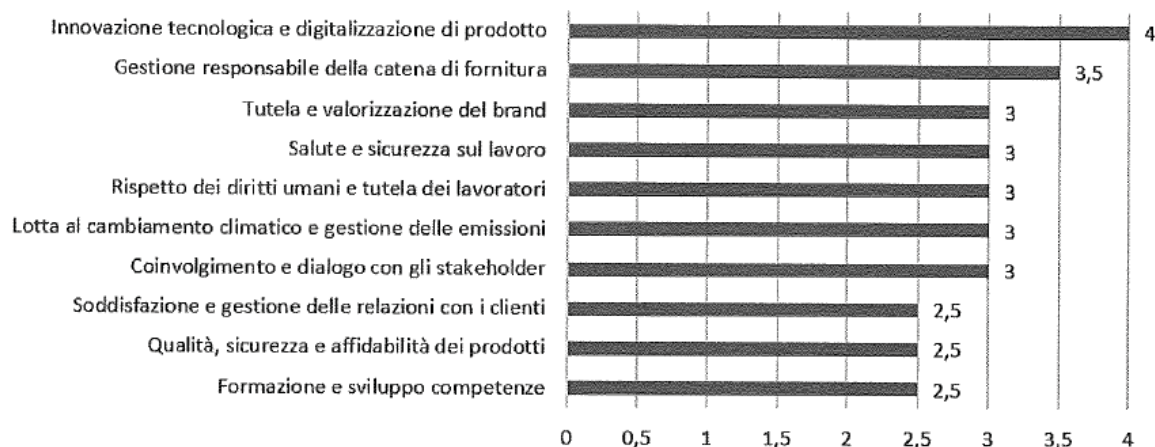 Innovazione tecnologica e digitalizzazione di prodotto 4
Gestione responsabile della catena di fornitura 3,5
Tutela e valorizzazione del brand 3
Salute e sicurezza sul lavoro 3
Rispetto dei diritti umani e tutela dei lavoratori 3
Lotta al cambiamento climatico e gestione delle emissioni 3
Coinvolgimento e dialogo con gli stakeholder 3
Soddisfazione e gestione delle relazioni con i clienti 2,5
Qualità, sicurezza e affidabilità dei prodotti 2,5
Formazione e sviluppo competenze 2,5
0 0,5 1 1,5 2 2,5 3 3,5 4